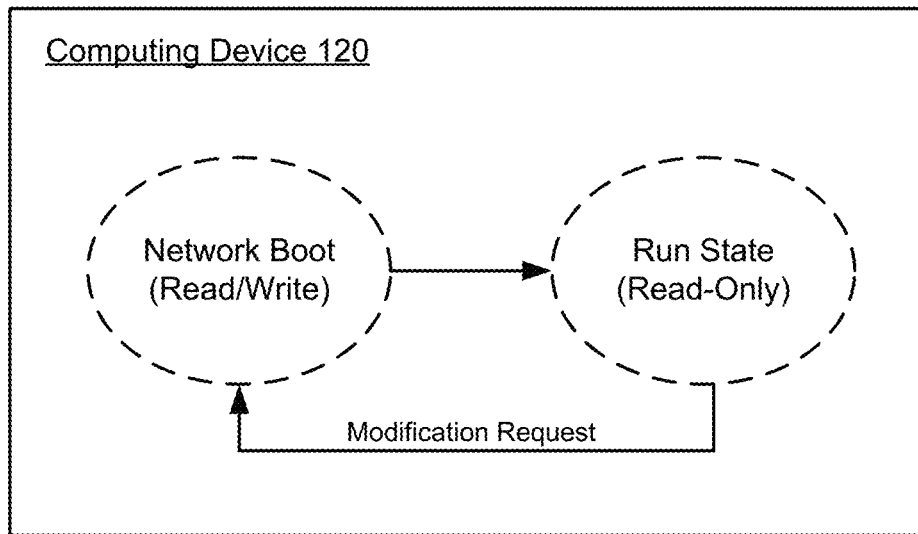 Computing Device 120
Network Boot
(Read/Write)
Run State
(Read-Only)
Modification Request